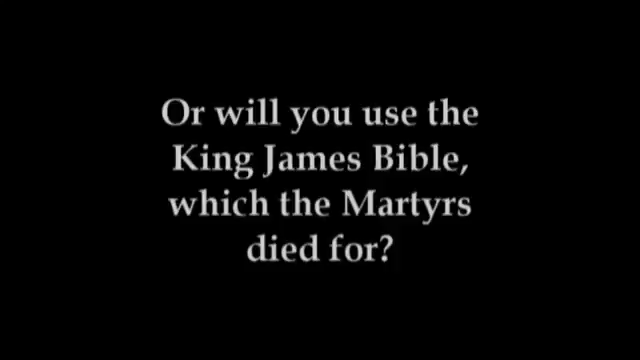 Or will you use the
King James Bible,
which the Martyrs
died for?